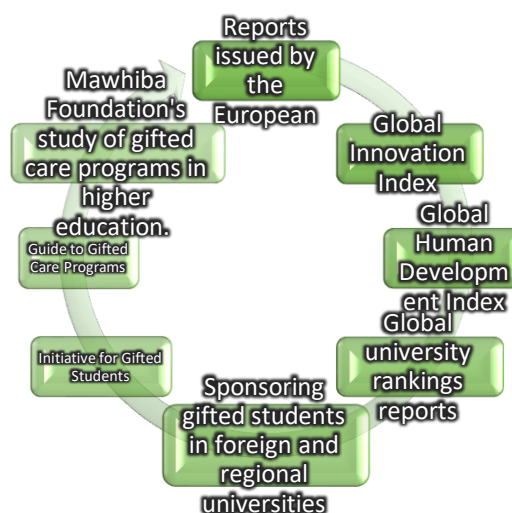 Reports
issued by
the
European
Global
Innovation
Index
Global
Human
Developm
ent Index
Global
university
rankings
reports
Sponsoring
gifted students
in foreign and
regional
universities
Initiative for Gifted
Students
Guide to Gifted
Care Programs
Mawhiba
Foundation's
study of gifted
care programs in
higher
education.